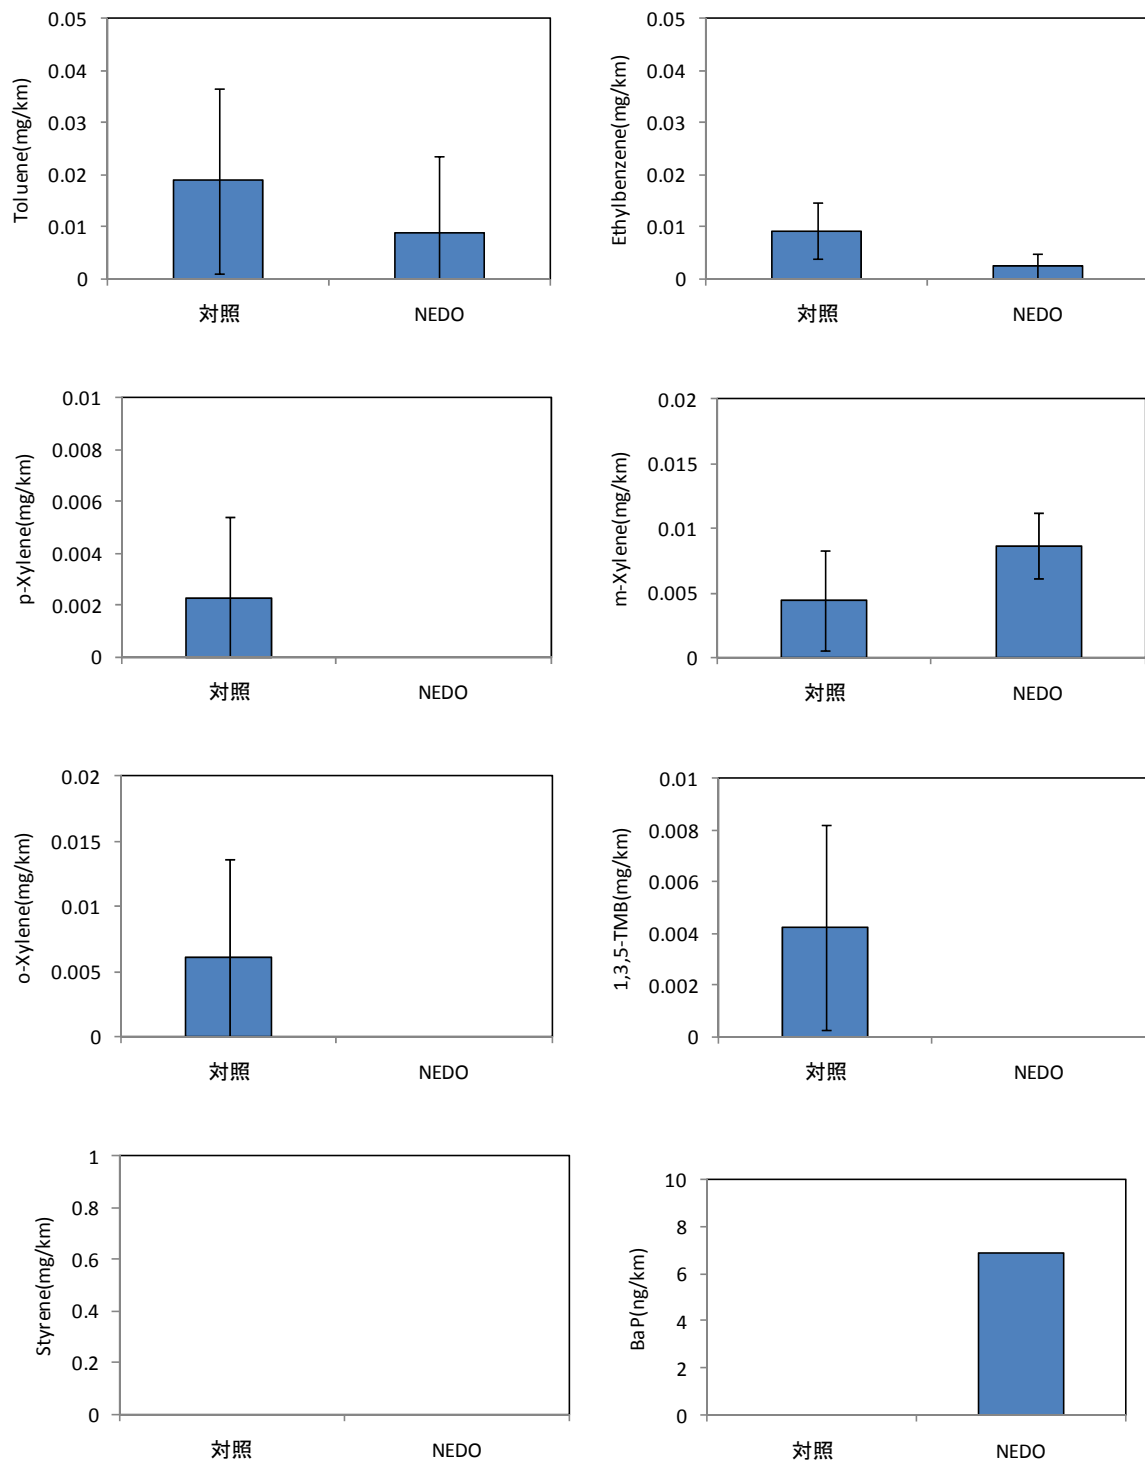 Toluene(mg/km)
0.05
0.04
0.03
0.02
0.01
0
対照
NEDO
Ethylbenzene(mg/km)
0.05
0.04
0.03
0.02
0.01
0
対照
NEDO
p-Xylene(mg/km)
0.01
0.008
0.006
0.004
0.002
0
対照
NEDO
m-Xylene(mg/km)
0.02
0.015
0.01
0.005
0
対照
NEDO
o-Xylene(mg/km)
0.02
0.015
0.01
0.005
0
対照
NEDO
1,3,5-TMB(mg/km)
0.01
0.008
0.006
0.004
0.002
0
対照
NEDO
Styrene(mg/km)
1
0.8
0.6
0.4
0.2
0
対照
NEDO
BaP(ng/km)
10
8
6
4
2
0
対照
NEDO